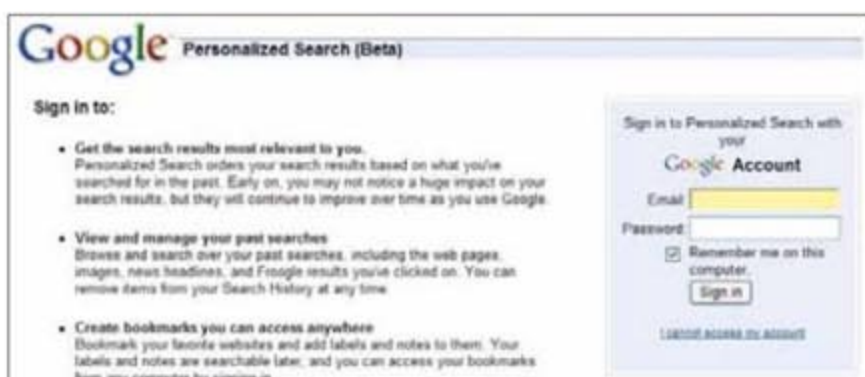 Google Personalized Search (Beta)
Sign in to:
Get the search results most relevant to you.
Personalized Search orders your search results based on what you've
searched for in the past. Early on, you may not notice a huge impact on your
search results, but they will continue to improve over time as you use Google.
View and manage your past searches
Browse and search over your past searches, including the web pages,
images, news headlines, and Froogle results you've clicked on. You can
remove items from your Search History at any time
Create bookmarks you can access anywhere
Bookmark your favorite websites and add labels and notes to them. Your
labels and notes are searchable later, and you can access your bookmarks
from any computer by signing in
Sign in to Personalized Search with
your
Google Account
Email
Password
Remember me on this
computer.
Sign in
I cannot access my account